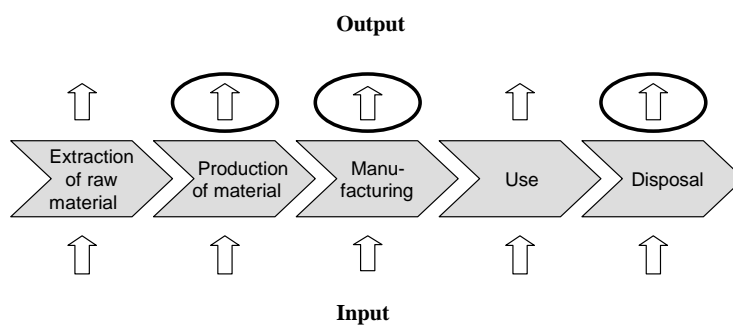 Output
Extraction
of raw
material
Production
of material
Manu-
facturing
Use
Disposal
Input